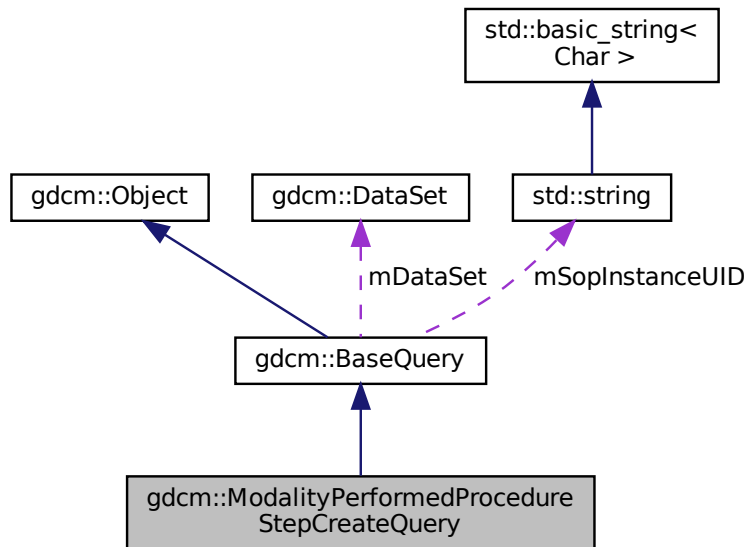 std::basic_string<
Char >
gdcm::Object
gdcm::DataSet
std::string
mDataSet
mSopInstanceUID
gdcm::BaseQuery
gdcm::ModalityPerformedProcedure
StepCreateQuery